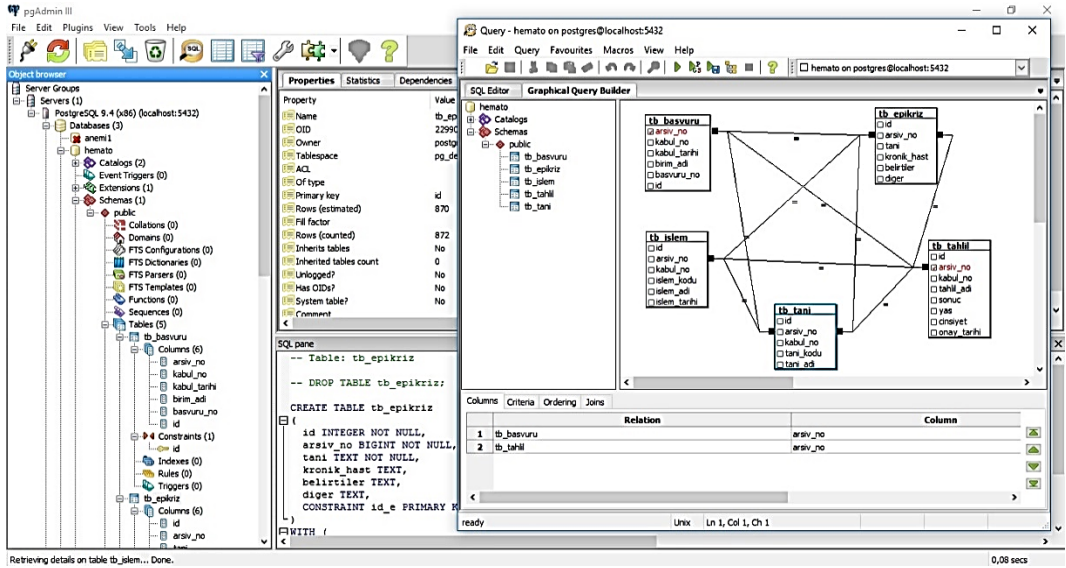 pgAdmin III
File Edit Plugins View Tools Help
SQL
Object browser
Server Groups
Servers (1)
PostgreSQL 9.4 (x86) (localhost:5432)
Databases (3)
anemi1
hemato
Catalogs (2)
Event Triggers (0)
Extensions (1)
Schemas (1)
public
Collations (0)
Domains (0)
FTS Configurations (0)
FTS Dictionaries (0)
FTS Parsers (0)
FTS Templates (0)
Functions (0)
Sequences (0)
Tables (5)
tb_basvuru
Columns (6)
arsiv_no
kabul_no
kabul_tarihi
birim_adi
basvuru_no
id
Constraints (1)
id
Indexes (0)
Rules (0)
Triggers (0)
tb_epikriz
Columns (6)
id
arsiv_no
Properties Statistics Dependencies
Property Value
Name tb_ep
OID 22990
Owner postgr
Tablespace pg_de
ACL
Of type
Primary key id
Rows (estimated) 870
Fill factor
Rows (counted) 872
Inherits tables No
Inherited tables count 0
Unlogged? No
Has OIDs? No
System table? No
Comment
SQL pane
-- Table: tb_epikriz
-- DROP TABLE tb_epikriz;
CREATE TABLE tb_epikriz
(
id INTEGER NOT NULL,
arsiv_no BIGINT NOT NULL,
tani TEXT NOT NULL,
kronik_hast TEXT,
belirtiler TEXT,
diger TEXT,
CONSTRAINT id_e PRIMARY K
)
WITH (
Query - hemato on postgres@localhost:5432
File Edit Query Favourites Macros View Help
hemato on postgres@localhost:5432
SQL Editor Graphical Query Builder
hemato
Catalogs
Schemas
public
tb_basvuru
tb_epikriz
tb_islem
tb_tahlil
tb_tani
tb_basvuru
arsiv_no
kabul_no
kabul_tarihi
birim_adi
basvuru_no
id
tb_epikriz
id
arsiv_no
tani
kronik_hast
belirtiler
diger
tb_islem
id
arsiv_no
kabul_no
islem_kodu
islem_adi
islem_tarihi
tb_tahlil
id
arsiv_no
kabul_no
tahlil_adi
sonuc
yas
cinsiyet
onay_tarihi
tb_tani
id
arsiv_no
kabul_no
tani_kodu
tani_adi
Columns Criteria Ordering Joins
Relation Column
1 tb_basvuru arsiv_no
2 tb_tahlil arsiv_no
ready Unix Ln 1, Col 1, Ch 1
Retrieving details on table tb_islem... Done. 0,08 secs